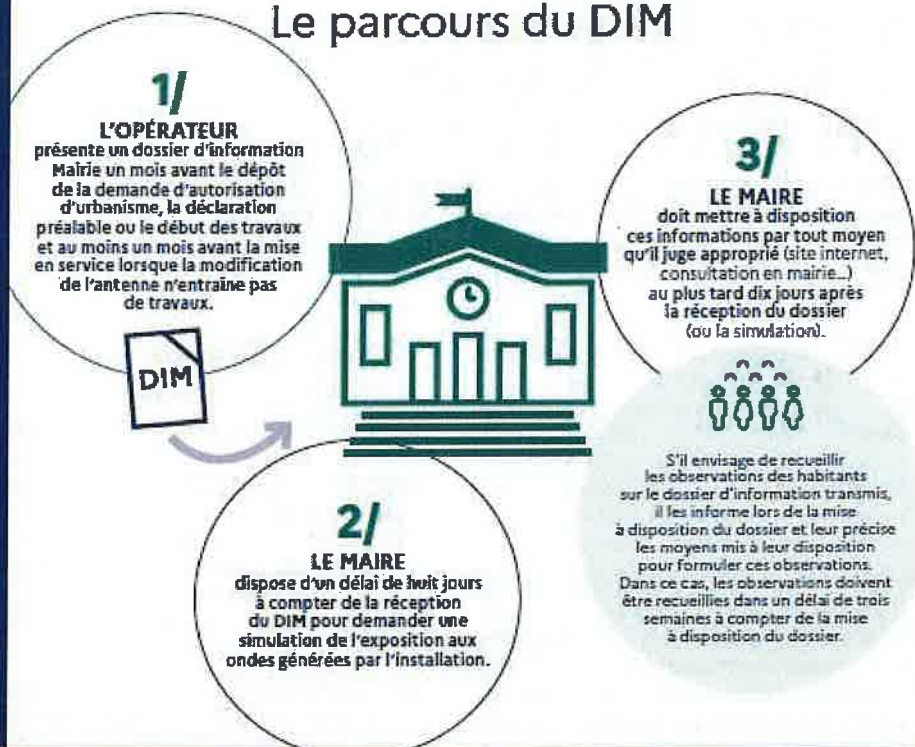 Le parcours du DIM
1/
L'OPÉRATEUR
présente un dossier d'information
Mairie un mois avant le dépôt
de la demande d'autorisation
d'urbanisme, la déclaration
préalable ou le début des travaux
et au moins un mois avant la mise
en service lorsque la modification
de l'antenne n'entraine pas
de travaux.
DIM
2/
LE MAIRE
dispose d'un délai de huit jours
à compter de la réception
du DIM pour demander une
simulation de l'exposition aux
ondes générées par l'installation.
3/
LE MAIRE
doit mettre à disposition
ces informations par tout moyen
qu'il juge approprié (site internet,
consultation en mairie...)
au plus tard dix jours après
la réception du dossier
(ou la simulation).
S'il envisage de recueillir
les observations des habitants
sur le dossier d'information transmis,
il les informe lors de la mise
à disposition du dossier et leur précise
les moyens mis à leur disposition
pour formuler ces observations.
Dans ce cas, les observations doivent
être recueillies dans un délai de trois
semaines à compter de la mise
à disposition du dossier.